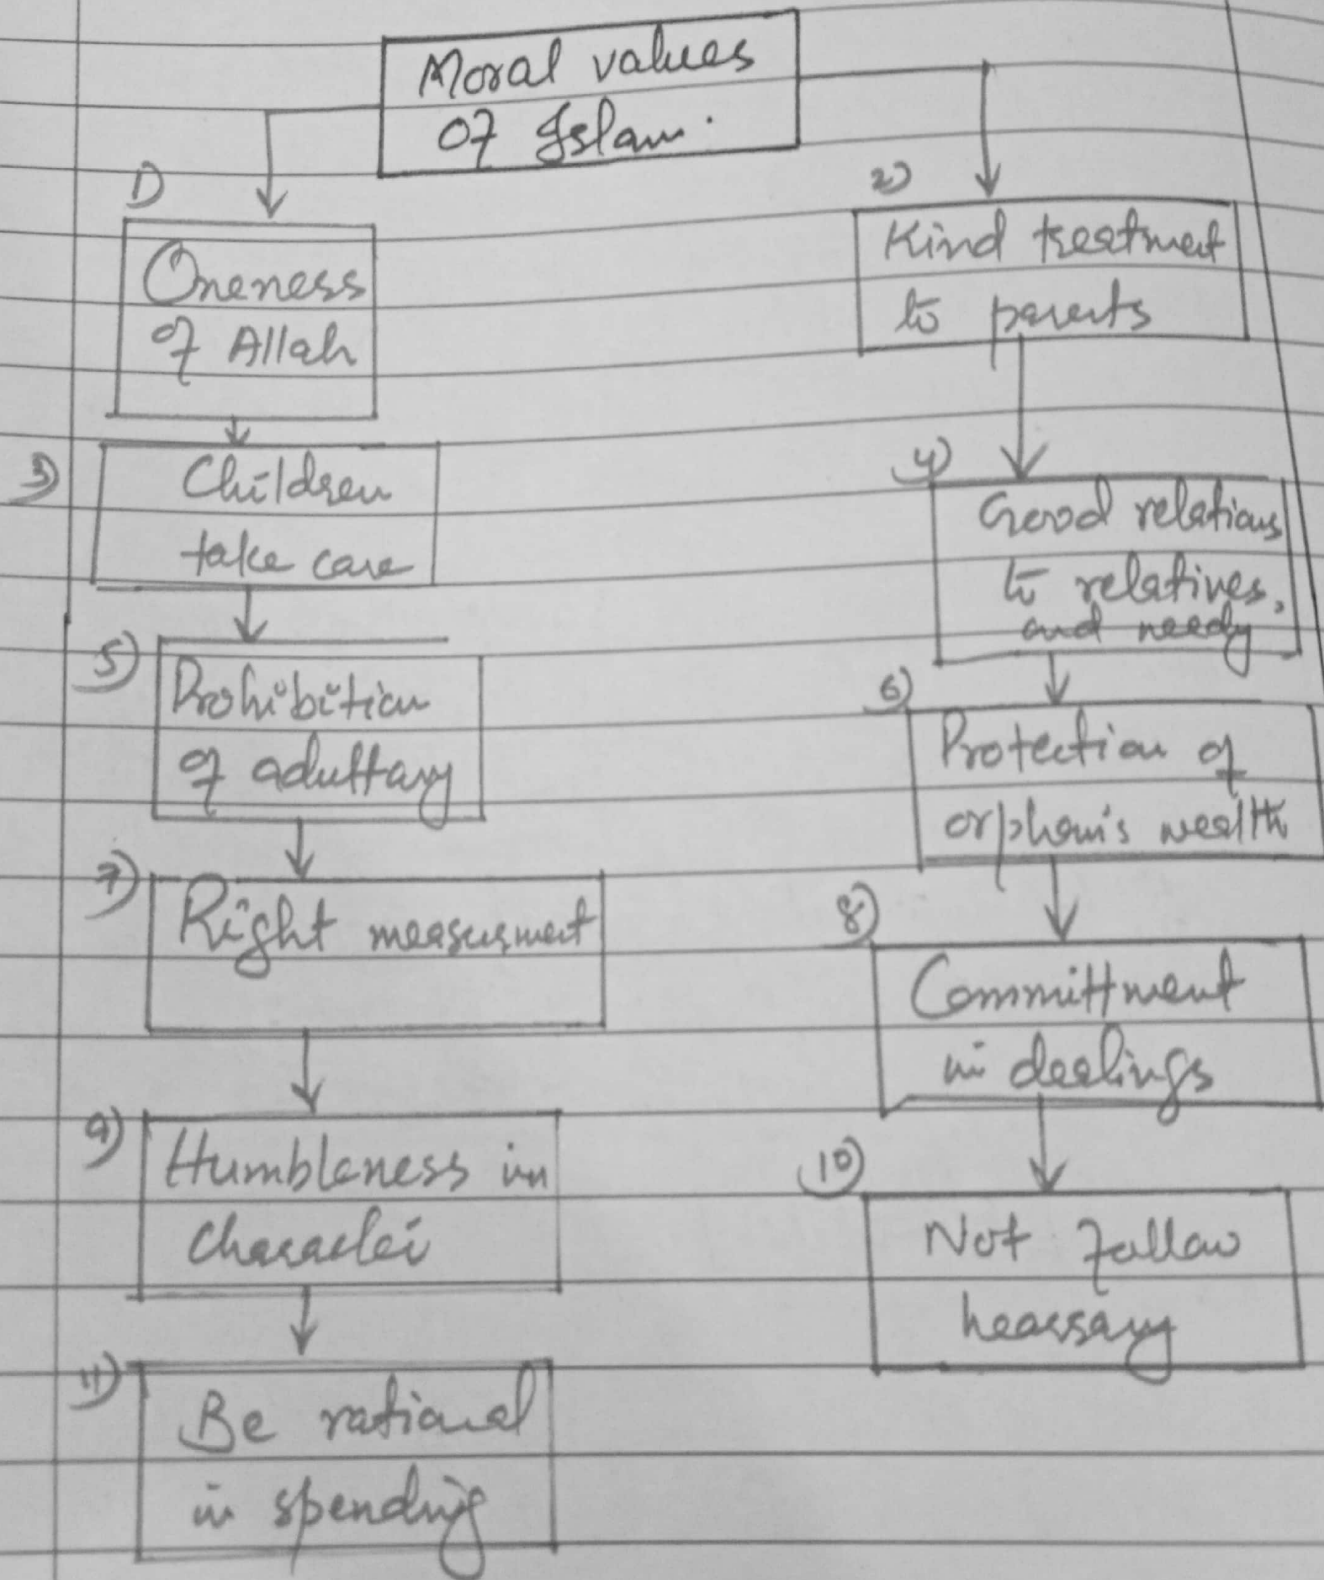 Moral values
of Islam.
1)
Oneness
of Allah
2)
Kind treatment
to parents
3)
Children
take care
4)
Good relations
to relatives,
and needy
5)
Prohibition
of adultary
6)
Protection of
orphan's wealth
7)
Right measurment
8)
Committment
in dealings
9)
Humbleness in
character
10)
Not follow
hearsary
11)
Be rational
in spending